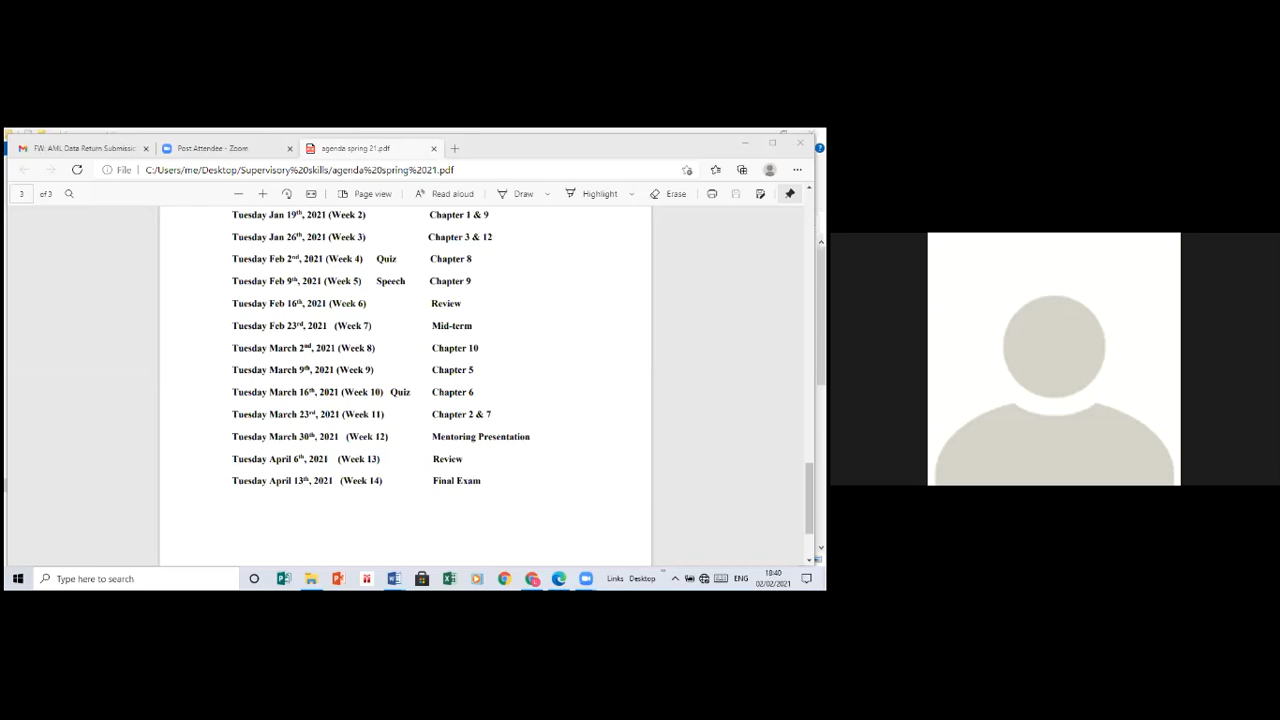 FW: AML Data Return Submissic
Post Attendee - Zoom
agenda spring 21.pdf
File C:/Users/me/Desktop/Supervisory%20skills/agenda%20spring%2021.pdf
3 of 3 Page view Read aloud Draw Highlight Erase
Tuesday Jan 19th, 2021 (Week 2) Chapter 1 & 9
Tuesday Jan 26th, 2021 (Week 3) Chapter 3 & 12
Tuesday Feb 2nd, 2021 (Week 4) Quiz Chapter 8
Tuesday Feb 9th, 2021 (Week 5) Speech Chapter 9
Tuesday Feb 16th, 2021 (Week 6) Review
Tuesday Feb 23rd, 2021 (Week 7) Mid-term
Tuesday March 2nd, 2021 (Week 8) Chapter 10
Tuesday March 9th, 2021 (Week 9) Chapter 5
Tuesday March 16th, 2021 (Week 10) Quiz Chapter 6
Tuesday March 23rd, 2021 (Week 11) Chapter 2 & 7
Tuesday March 30th, 2021 (Week 12) Mentoring Presentation
Tuesday April 6th, 2021 (Week 13) Review
Tuesday April 13th, 2021 (Week 14) Final Exam
Type here to search
Links Desktop
ENG
18:40
02/02/2021